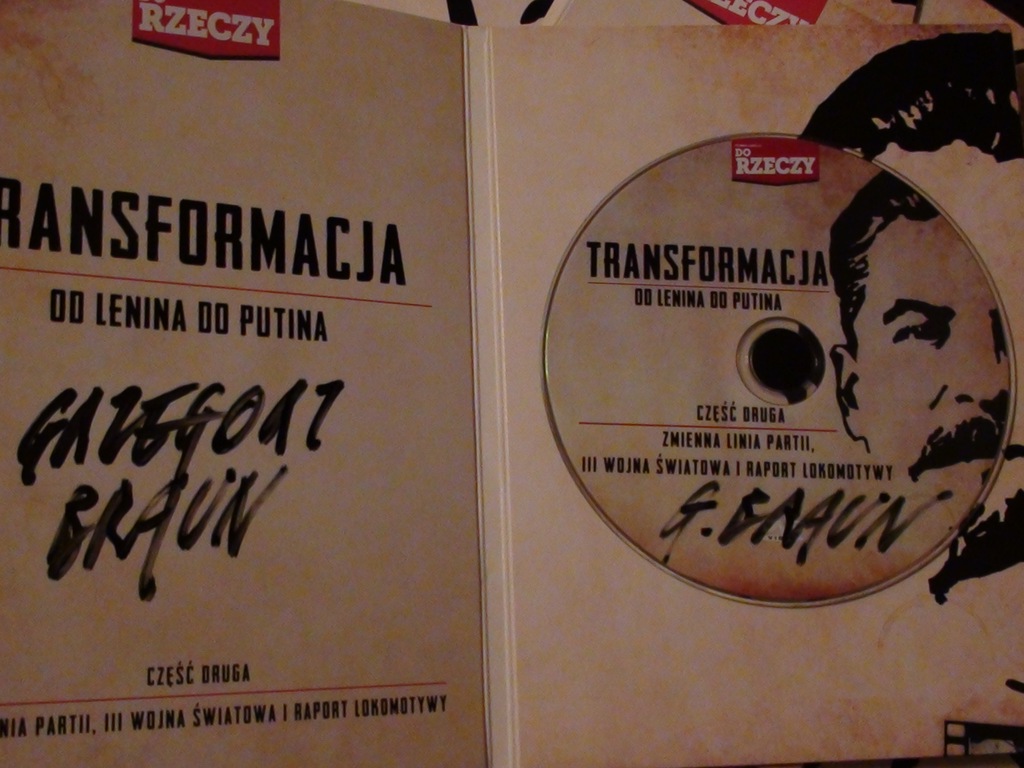 RZECZY
RZECZY
RANSFORMACJA
OD LENINA DO PUTINA
GRZEGORZ
BRAUN
CZĘŚĆ DRUGA
NIA PARTII, III WOJNA ŚWIATOWA I RAPORT LOKOMOTYWY
DO
RZECZY
TRANSFORMACJA
OD LENINA DO PUTINA
CZĘŚĆ DRUGA
ZMIENNA LINIA PARTII,
III WOJNA ŚWIATOWA I RAPORT LOKOMOTYWY
G. BRAUN